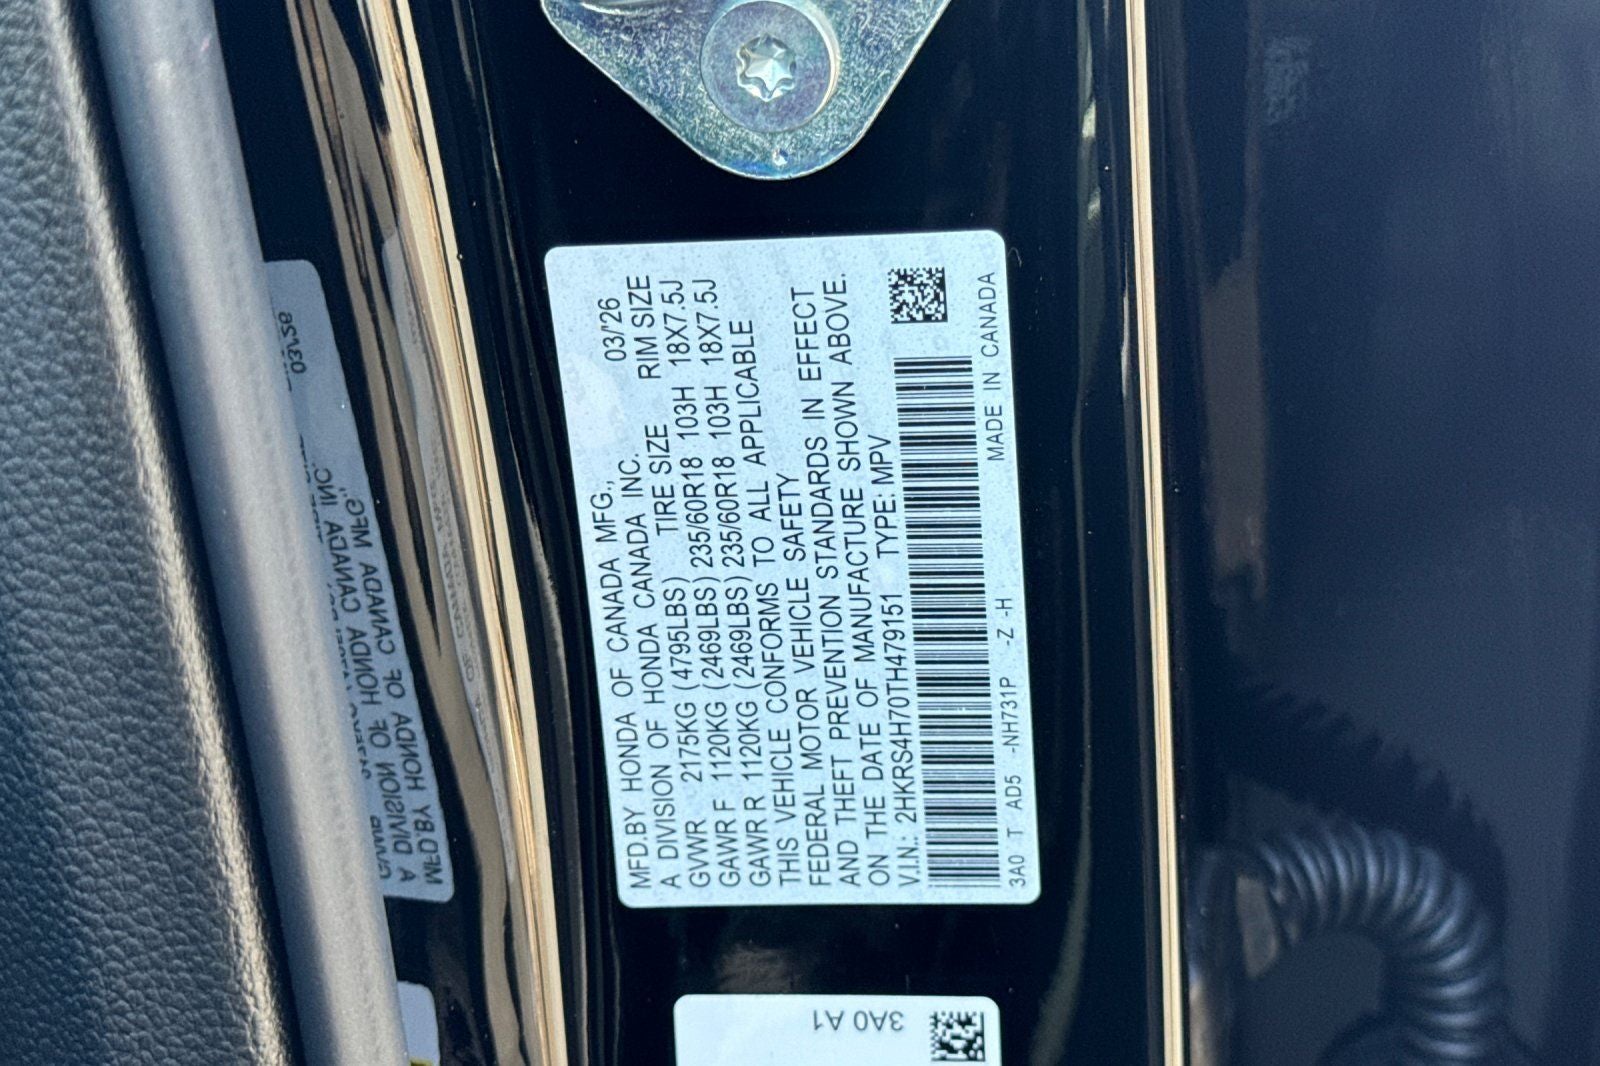 MFD.BY HONDA OF CANADA MFG., 03/'26
A DIVISION OF HONDA CANADA INC.
TIRE SIZE RIM SIZE
GVWR 2175KG (4795LBS)
GAWR F 1120KG (2469LBS) 235/60R18 103H 18X7.5J
GAWR R 1120KG (2469LBS) 235/60R18 103H 18X7.5J
THIS VEHICLE CONFORMS TO ALL APPLICABLE
FEDERAL MOTOR VEHICLE SAFETY
AND THEFT PREVENTION STANDARDS IN EFFECT
ON THE DATE OF MANUFACTURE SHOWN ABOVE.
V.I.N.: 2HKRS4H70TH479151 TYPE: MPV
3A0 T AD5 -NH731P -Z -H
MADE IN CANADA
3A0 A1
MFD.BY HONDA OF CANADA MFG.,
A DIVISION OF HONDA CANADA INC.
03/'26